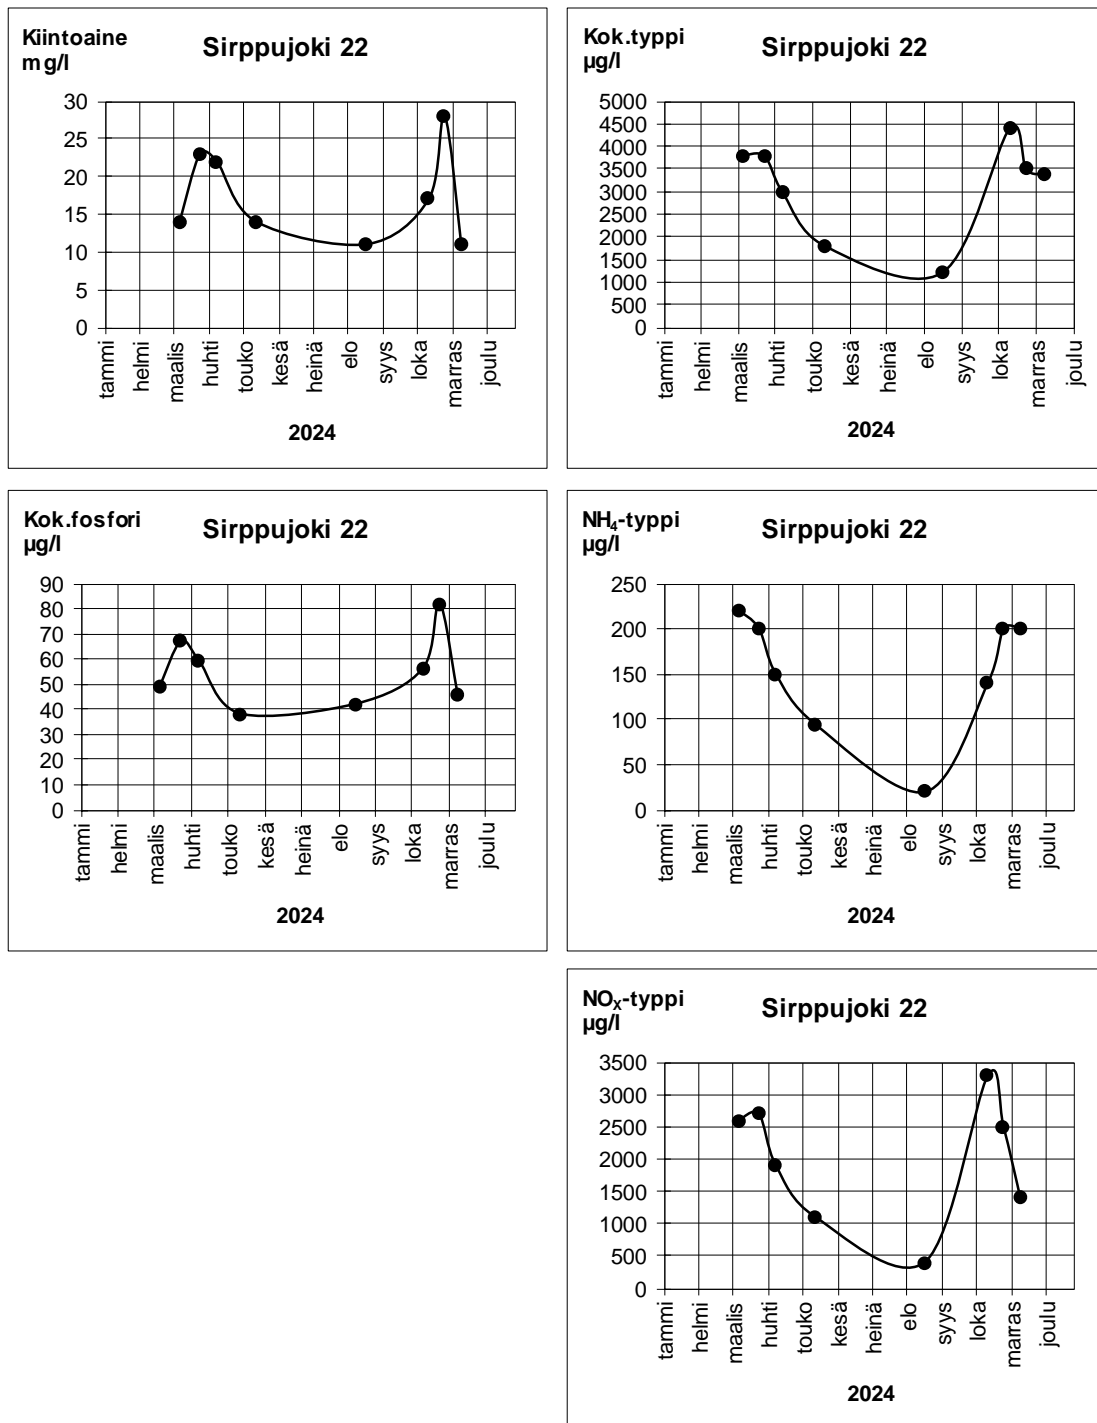 Kiintoaine
mg/l
Sirppujoki 22
30
25
20
15
10
5
0
tammi
helmi
maalis
huhti
touko
kesä
heinä
elo
syys
loka
marras
joulu
2024
Kok.typpi
µg/l
Sirppujoki 22
5000
4500
4000
3500
3000
2500
2000
1500
1000
500
0
tammi
helmi
maalis
huhti
touko
kesä
heinä
elo
syys
loka
marras
joulu
2024
Kok.fosfori
µg/l
Sirppujoki 22
90
80
70
60
50
40
30
20
10
0
tammi
helmi
maalis
huhti
touko
kesä
heinä
elo
syys
loka
marras
joulu
2024
NH₄-typpi
µg/l
Sirppujoki 22
250
200
150
100
50
0
tammi
helmi
maalis
huhti
touko
kesä
heinä
elo
syys
loka
marras
joulu
2024
NOₓ-typpi
µg/l
Sirppujoki 22
3500
3000
2500
2000
1500
1000
500
0
tammi
helmi
maalis
huhti
touko
kesä
heinä
elo
syys
loka
marras
joulu
2024